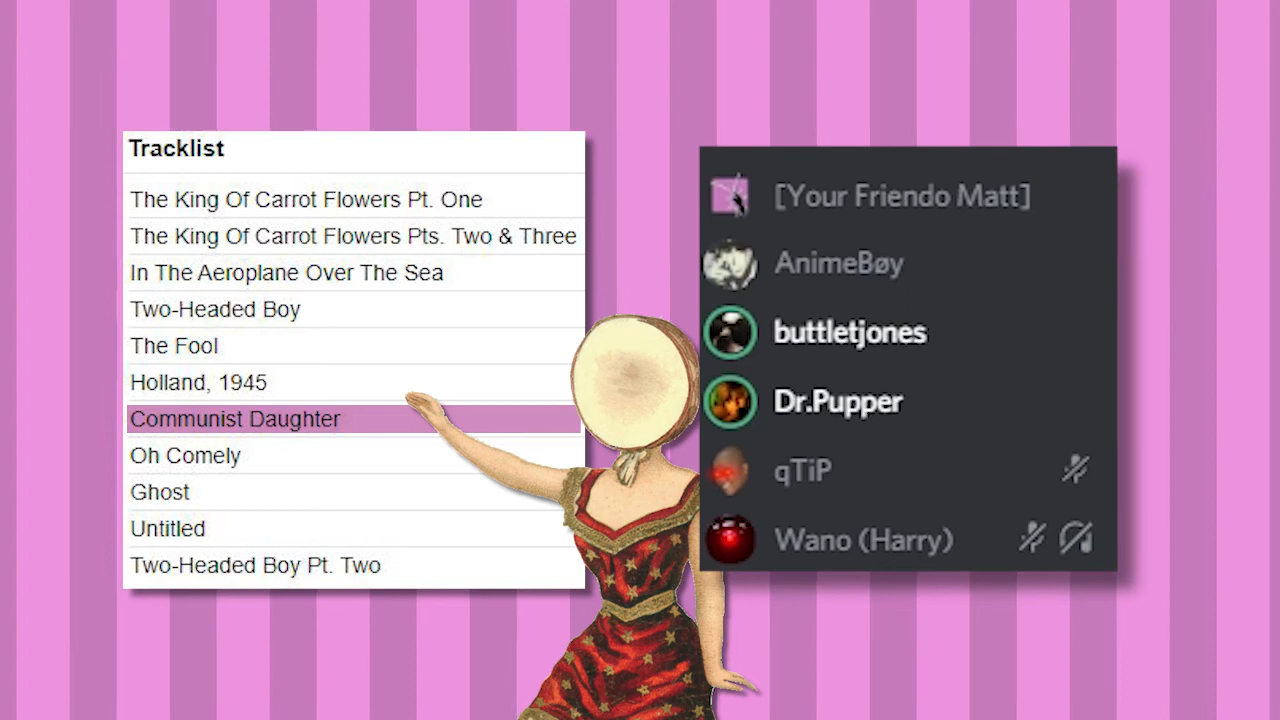 Tracklist
The King Of Carrot Flowers Pt. One
The King Of Carrot Flowers Pts. Two & Three
In The Aeroplane Over The Sea
Two-Headed Boy
The Fool
Holland, 1945
Communist Daughter
Oh Comely
Ghost
Untitled
Two-Headed Boy Pt. Two
[Your Friendo Matt]
AnimeBøy
buttletjones
Dr.Pupper
qTiP
Wano (Harry)